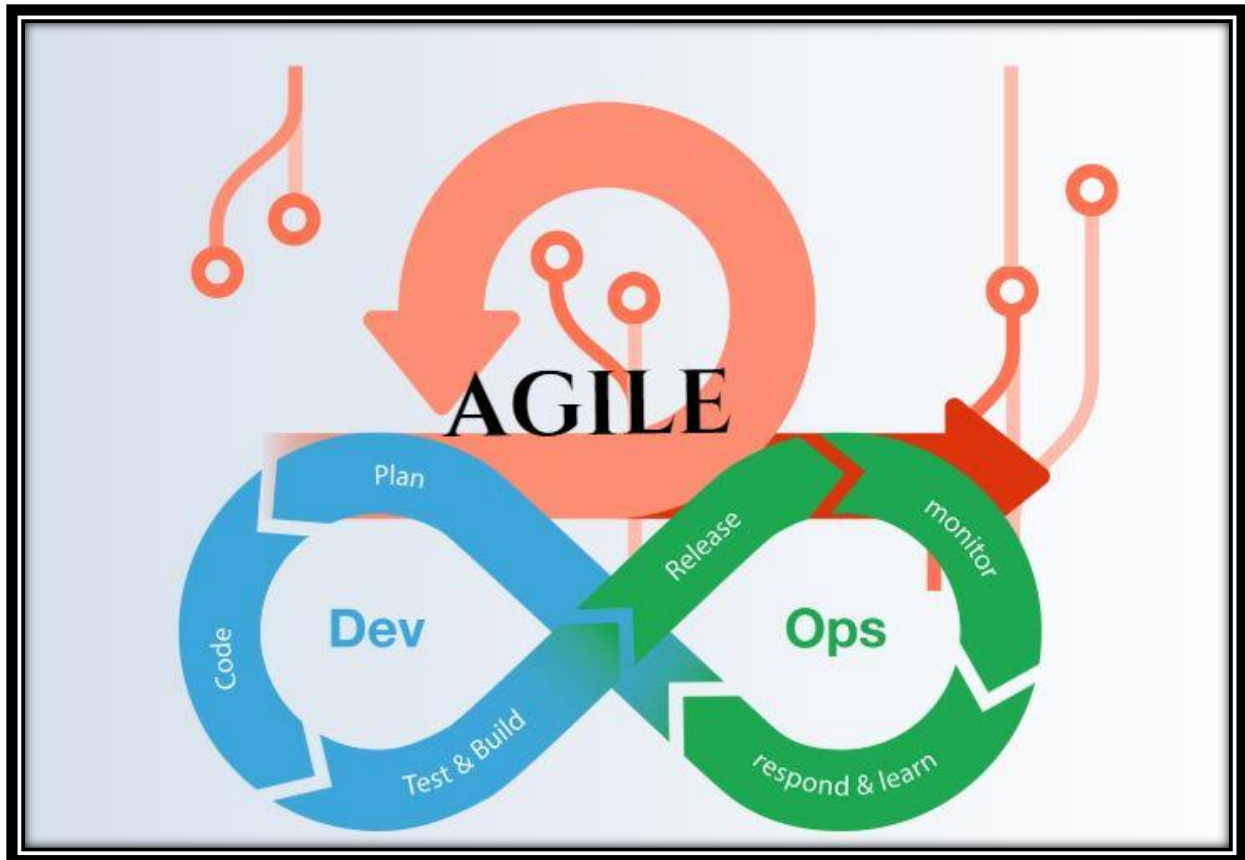 AGILE
Plan
Code
Dev
Test & Build
Release
monitor
Ops
respond & learn